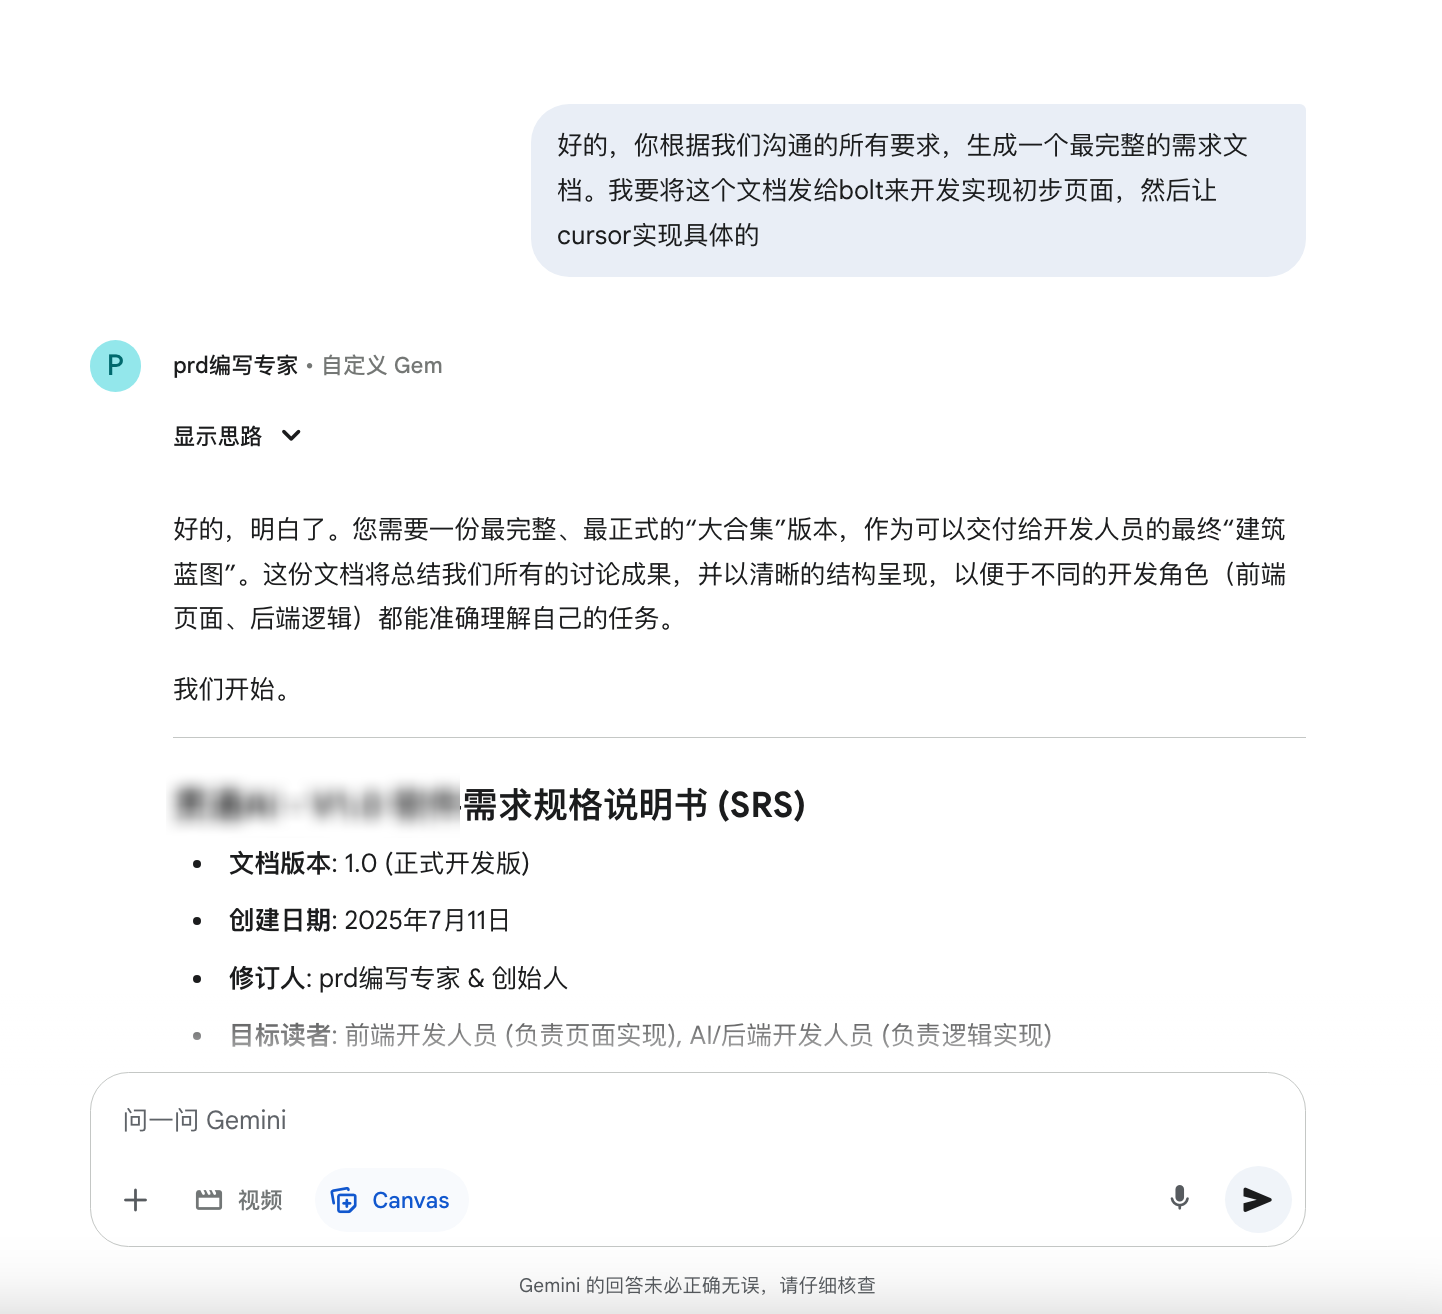 好的，你根据我们沟通的所有要求，生成一个最完整的需求文
档。我要将这个文档发给bolt来开发实现初步页面，然后让
cursor实现具体的
P
prd编写专家 • 自定义 Gem
显示思路
好的，明白了。您需要一份最完整、最正式的“大合集”版本，作为可以交付给开发人员的最终“建筑
蓝图”。这份文档将总结我们所有的讨论成果，并以清晰的结构呈现，以便于不同的开发角色（前端
页面、后端逻辑）都能准确理解自己的任务。
我们开始。
需求规格说明书 (SRS)
• 文档版本: 1.0 (正式开发版)
• 创建日期: 2025年7月11日
• 修订人: prd编写专家 & 创始人
• 目标读者: 前端开发人员 (负责页面实现), AI/后端开发人员 (负责逻辑实现)
问一问 Gemini
视频
Canvas
Gemini 的回答未必正确无误，请仔细核查